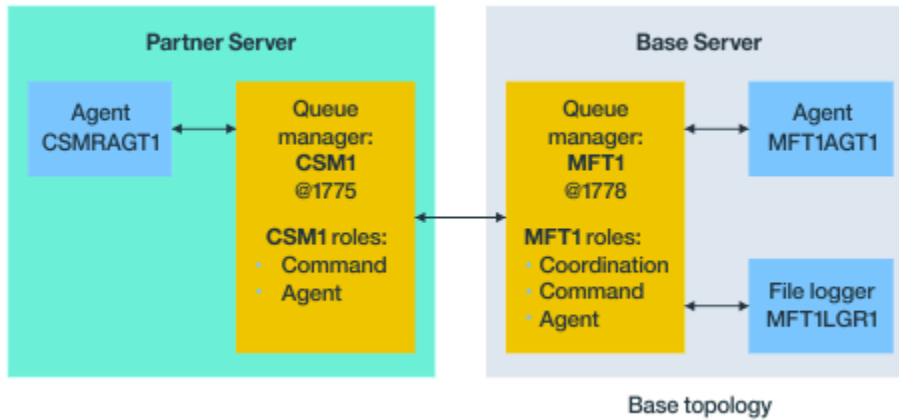 Partner Server
Agent
CSMRAGT1
Queue
manager:
CSM1
@1775
CSM1 roles:
• Command
• Agent
Base Server
Queue
manager:
MFT1
@1778
MFT1 roles:
• Coordination
• Command
• Agent
Agent
MFT1AGT1
File logger
MFT1LGR1
Base topology